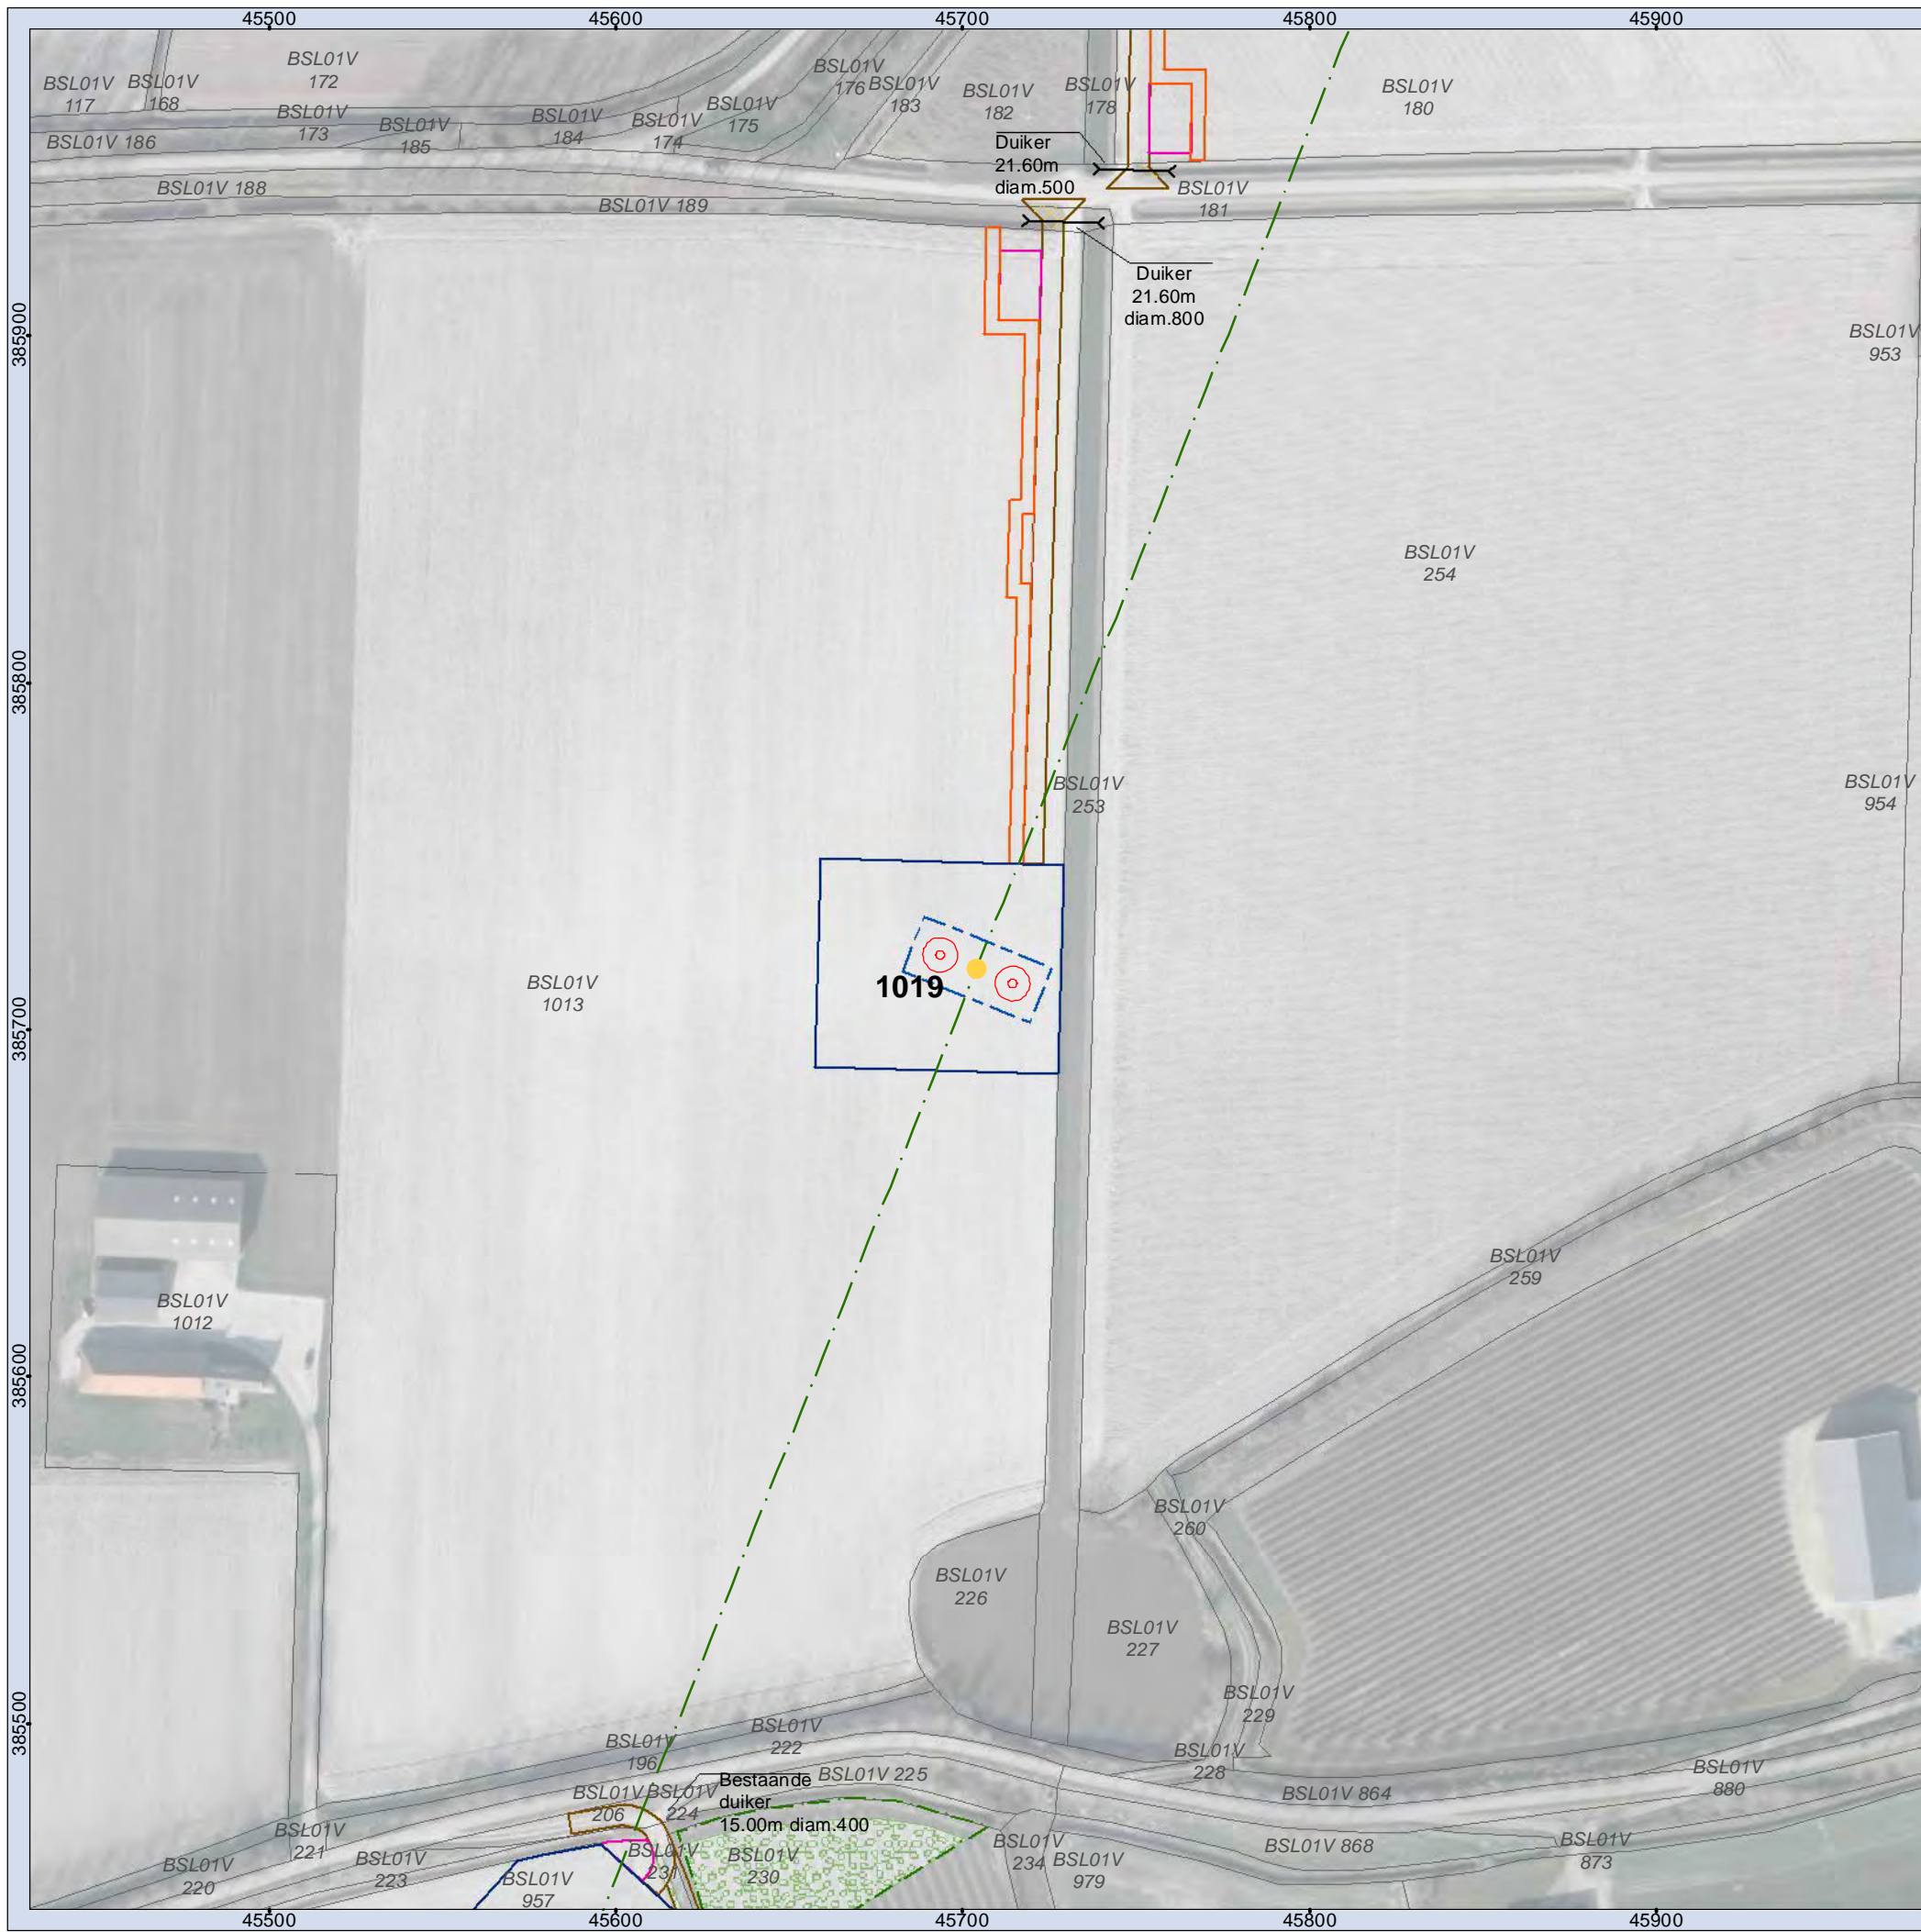 45500
45600
45700
45800
45900
BSL01V
117
BSL01V
168
BSL01V
172
BSL01V
173
BSL01V
185
BSL01V 186
BSL01V
184
BSL01V
174
BSL01V
175
BSL01V
176
BSL01V
183
BSL01V
182
BSL01V
178
BSL01V
180
Duiker
21.60m
diam.500
BSL01V 188
BSL01V 189
BSL01V
181
Duiker
21.60m
diam.800
385900
BSL01V
953
BSL01V
254
385800
BSL01V
253
BSL01V
954
1019
BSL01V
1013
385700
BSL01V
259
BSL01V
1012
385600
BSL01V
260
BSL01V
226
BSL01V
227
BSL01V
229
385500
BSL01V
196
BSL01V
222
BSL01V
228
BSL01V 225
Bestaande
duiker
15.00m diam.400
BSL01V
206
BSL01V
224
BSL01V 864
BSL01V
880
BSL01V
221
BSL01V
220
BSL01V
223
BSL01V
957
BSL01V
231
BSL01V
230
BSL01V
234
BSL01V
979
BSL01V 868
BSL01V
873
45500
45600
45700
45800
45900